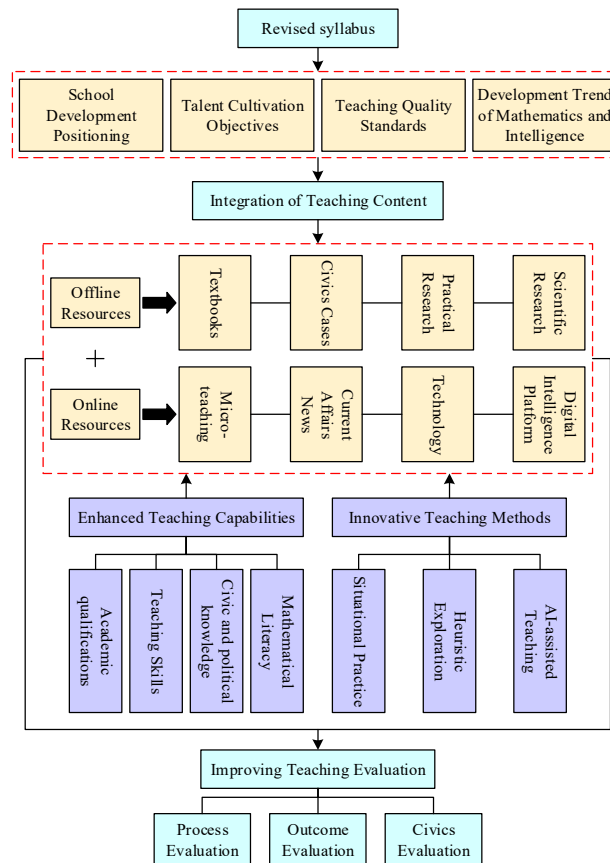 Revised syllabus
School
Development
Positioning
Talent Cultivation
Objectives
Teaching Quality
Standards
Development Trend
of Mathematics and
Intelligence
Integration of Teaching Content
Offline
Resources
Textbooks
Civics Cases
Practical
Research
Scientific
Research
+
Online
Resources
Micro-
teaching
Current
Affairs
News
Technology
Digital
Intelligence
Platform
Enhanced Teaching Capabilities
Innovative Teaching Methods
Academic
qualifications
Teaching Skills
Civic and political
knowledge
Mathematical
Literacy
Situational Practice
Heuristic
Exploration
AI-assisted
Teaching
Improving Teaching Evaluation
Process
Evaluation
Outcome
Evaluation
Civics
Evaluation